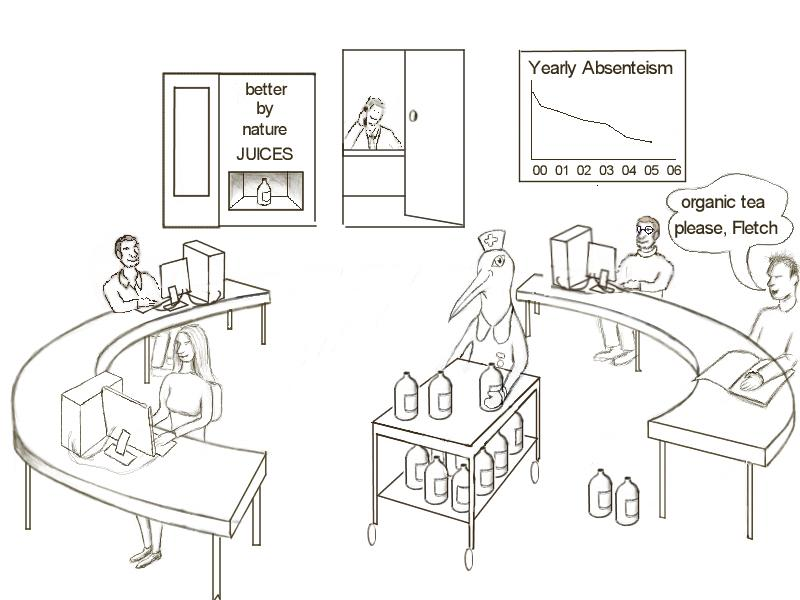 better
by
nature
JUICES
Yearly Absenteism
00 01 02 03 04 05 06
organic tea
please, Fletch